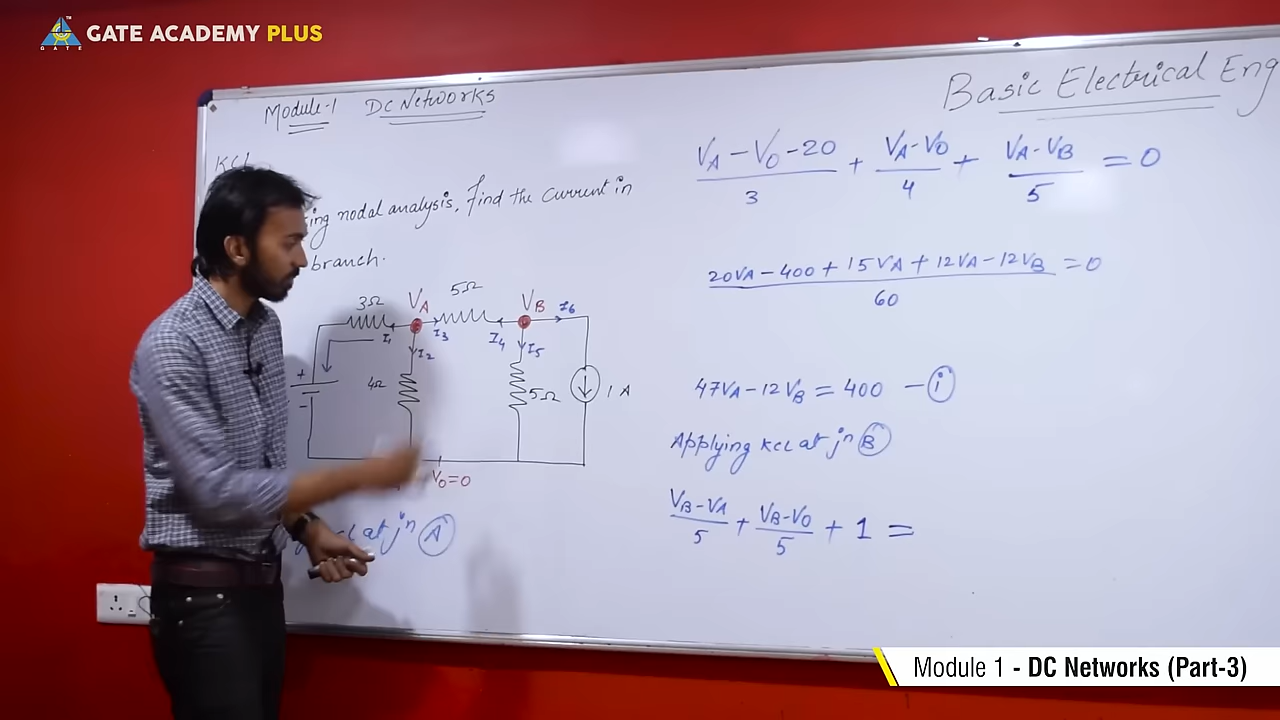 GATE ACADEMY PLUS
GATE
Module-1 DC Networks
Basic Electrical Eng
KCL
ing nodal analysis, Find the current in
branch.
VA - V0 - 20 / 3 + VA - V0 / 4 + VA - VB / 5 = 0
20VA - 400 + 15VA + 12VA - 12VB / 60 = 0
3Ω VA 5Ω VB I6
I1 I3 I4 I5
I2
+ 4Ω 5Ω 1 A
-
V0=0
47VA - 12VB = 400 - i
Applying KCL at jn B
VB - VA / 5 + VB - V0 / 5 + 1 =
at jn A
Module 1 - DC Networks (Part-3)